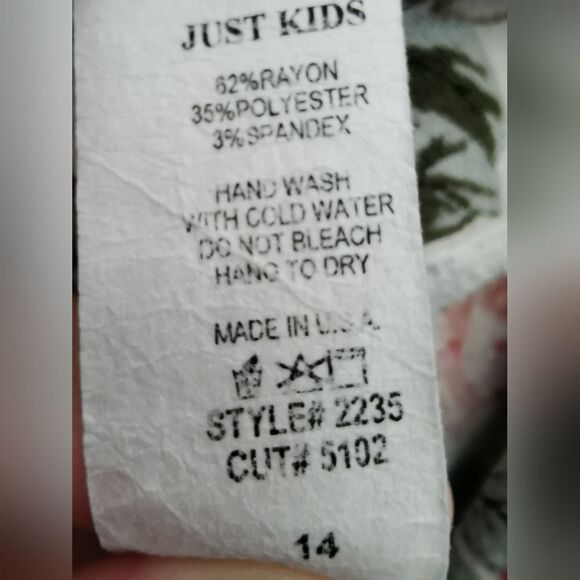 JUST KIDS
62%RAYON
35%POLYESTER
3%SPANDEX
HAND WASH
WITH COLD WATER
DO NOT BLEACH
HANG TO DRY
MADE IN U.S.A.
STYLE# 2235
CUT# 5102
14